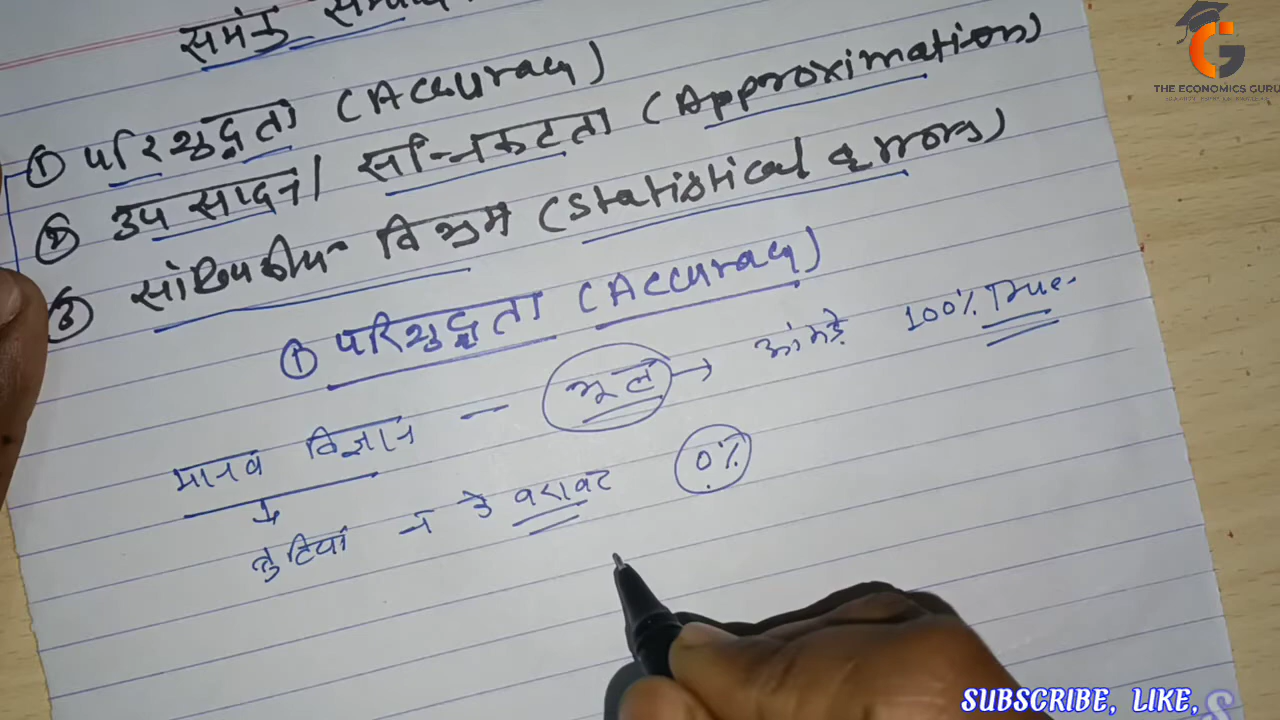 समंक
① परिशुद्धता (Accuracy)
② उपसादन / सन्निकटता (Approximation)
③ सांख्यिकीय विभ्रम (Statistical errors)
① परिशुद्धता (Accuracy)
मानव विज्ञान — भूल → आंकड़े 100% True
↓
त्रुटियां न के बराबर 0%
THE ECONOMICS GURU
SUBSCRIBE, LIKE,